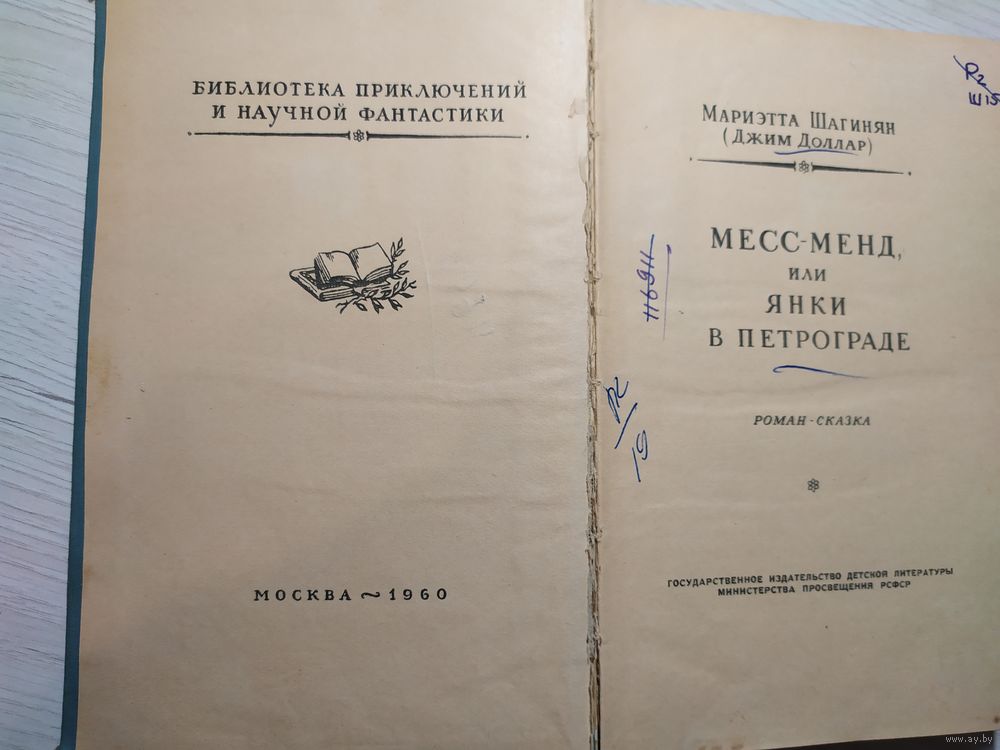 БИБЛИОТЕКА ПРИКЛЮЧЕНИЙ
И НАУЧНОЙ ФАНТАСТИКИ
МОСКВА ~ 1960
МАРИЭТТА ШАГИНЯН
(ДЖИМ ДОЛЛАР)
МЕСС-МЕНД,
ИЛИ
ЯНКИ
В ПЕТРОГРАДЕ
РОМАН-СКАЗКА
ГОСУДАРСТВЕННОЕ ИЗДАТЕЛЬСТВО ДЕТСКОЙ ЛИТЕРАТУРЫ
МИНИСТЕРСТВА ПРОСВЕЩЕНИЯ РСФСР
www.ay.by